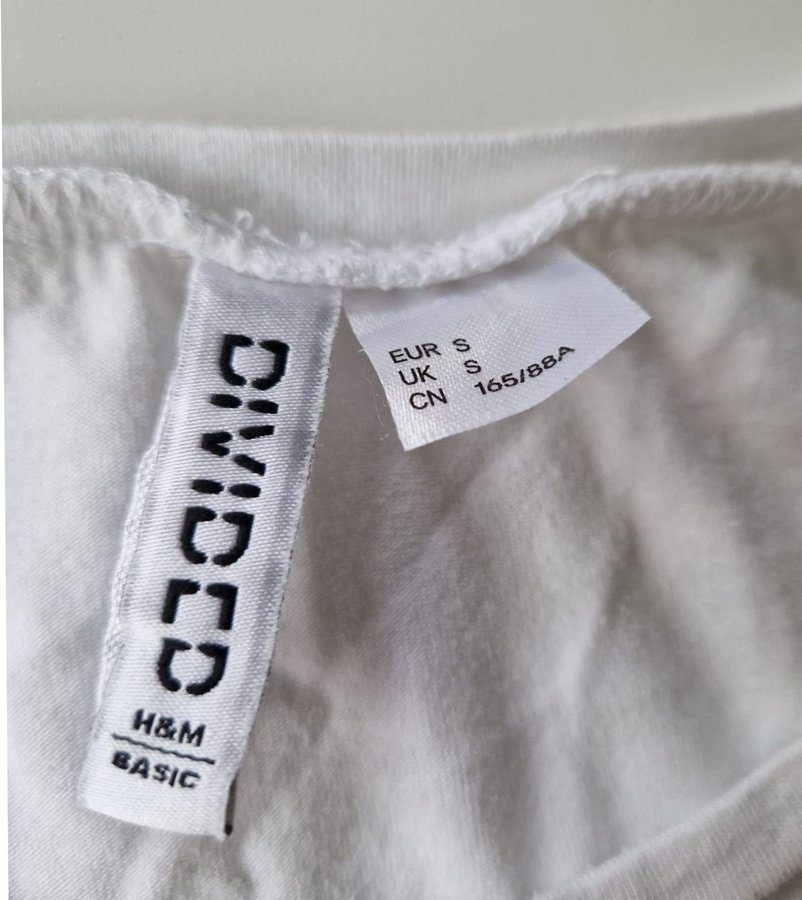 DIVIDED
H&M
BASIC
EUR S
UK S
CN 165/88A